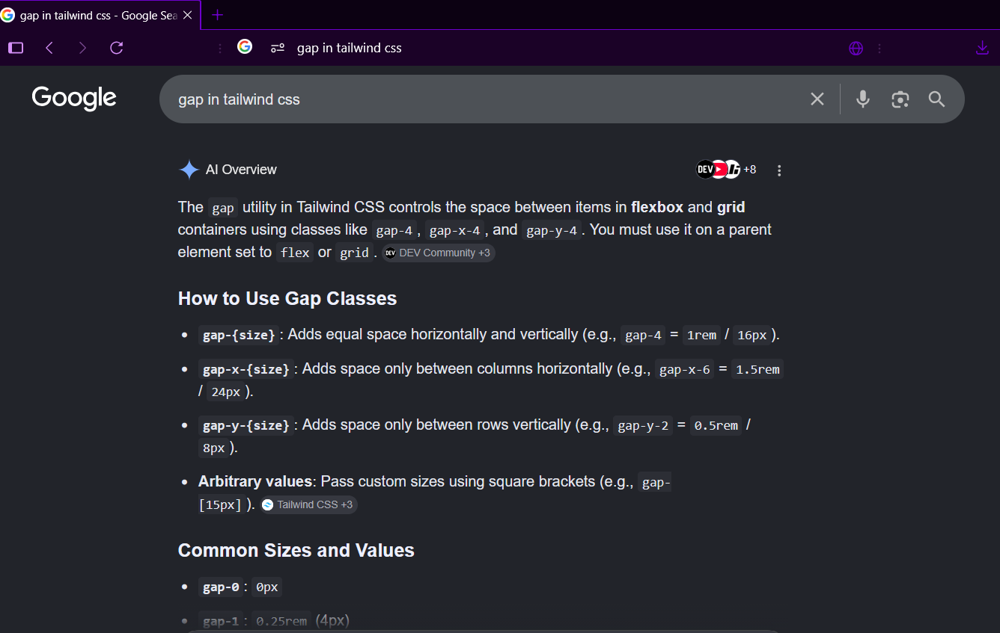 gap in tailwind css - Google Sea
gap in tailwind css
Google
gap in tailwind css
AI Overview
DEV +8
The gap utility in Tailwind CSS controls the space between items in flexbox and grid
containers using classes like gap-4, gap-x-4, and gap-y-4. You must use it on a parent
element set to flex or grid. DEV DEV Community +3
How to Use Gap Classes
• gap-{size}: Adds equal space horizontally and vertically (e.g., gap-4 = 1rem / 16px).
• gap-x-{size}: Adds space only between columns horizontally (e.g., gap-x-6 = 1.5rem
/ 24px).
• gap-y-{size}: Adds space only between rows vertically (e.g., gap-y-2 = 0.5rem /
8px).
• Arbitrary values: Pass custom sizes using square brackets (e.g., gap-
[15px]). Tailwind CSS +3
Common Sizes and Values
• gap-0: 0px
• gap-1: 0.25rem (4px)